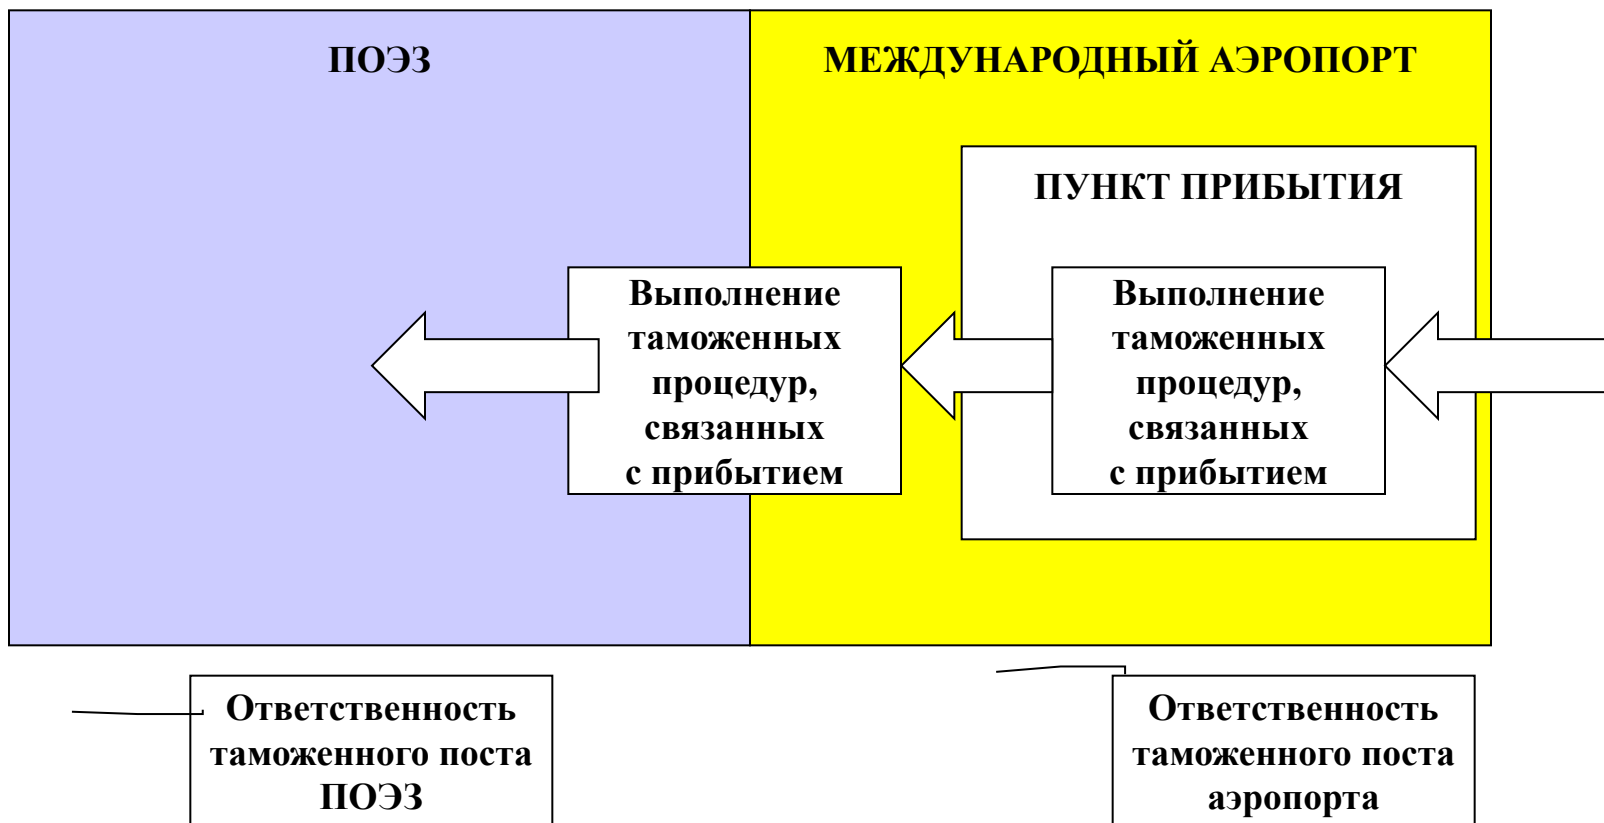 ПОЭЗ
МЕЖДУНАРОДНЫЙ АЭРОПОРТ
ПУНКТ ПРИБЫТИЯ
Выполнение
таможенных
процедур,
связанных
с прибытием
Выполнение
таможенных
процедур,
связанных
с прибытием
Ответственность
таможенного поста
ПОЭЗ
Ответственность
таможенного поста
аэропорта